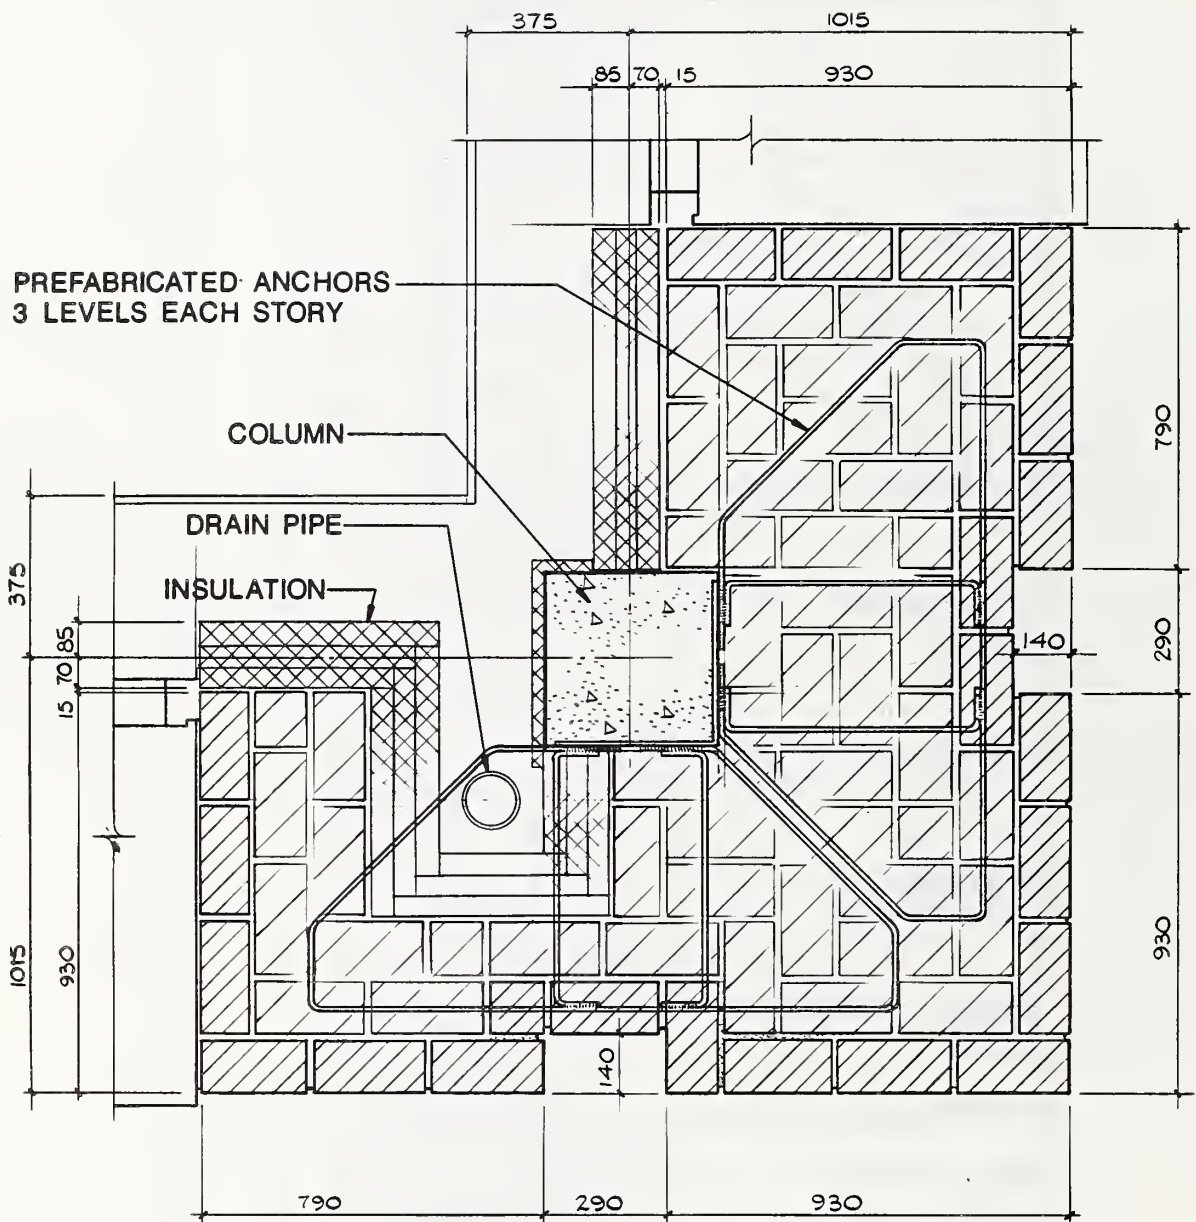 375 1015
85 70 15 930
PREFABRICATED ANCHORS
3 LEVELS EACH STORY
790
COLUMN
DRAIN PIPE
375
INSULATION
85
140
290
70
15
1015
930
930
140
790 290 930